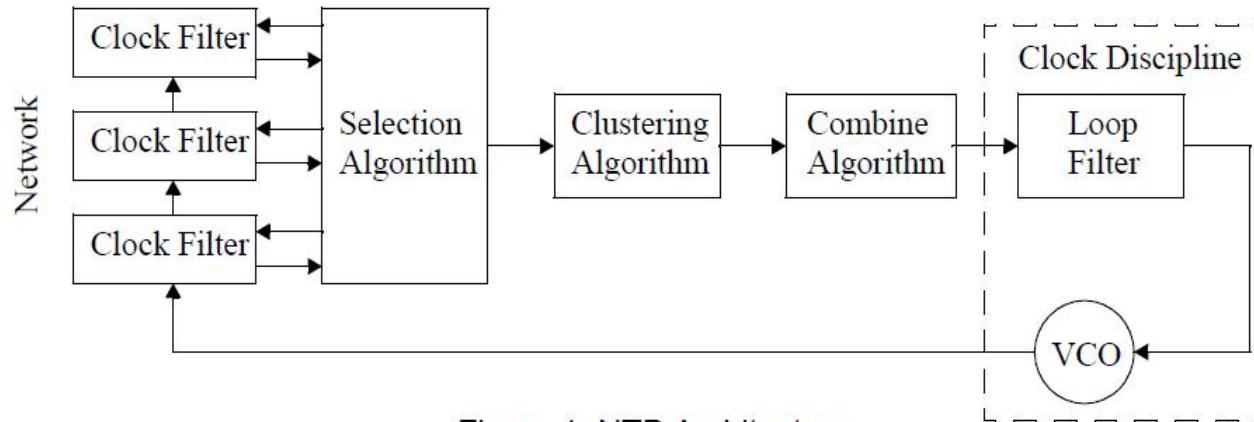 Network
Clock Filter
Clock Filter
Clock Filter
Selection
Algorithm
Clustering
Algorithm
Combine
Algorithm
Clock Discipline
Loop
Filter
VCO